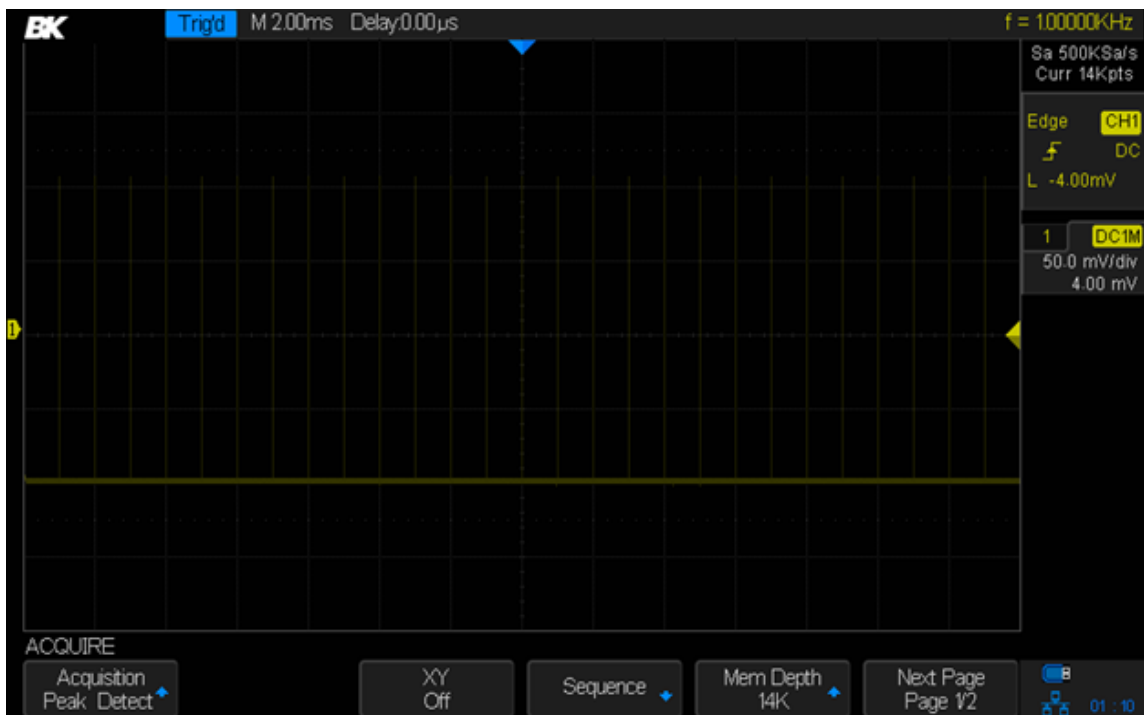 BK Trig'd M 2.00ms Delay:0.00µs f = 1.00000KHz
Sa 500KSa/s
Curr 14Kpts
Edge CH1
DC
L -4.00mV
1 DC1M
50.0 mV/div
4.00 mV
1
ACQUIRE
Acquisition
Peak Detect
XY
Off
Sequence
Mem Depth
14K
Next Page
Page 1/2
B
01 : 10